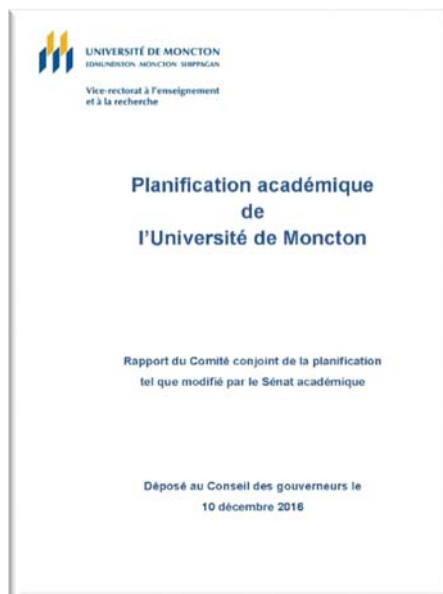 UNIVERSITÉ DE MONCTON
EDMUNDSTON MONCTON SHIPPAGAN
Vice-rectorat à l'enseignement
et à la recherche
Planification académique
de
l'Université de Moncton
Rapport du Comité conjoint de la planification
tel que modifié par le Sénat académique
Déposé au Conseil des gouverneurs le
10 décembre 2016